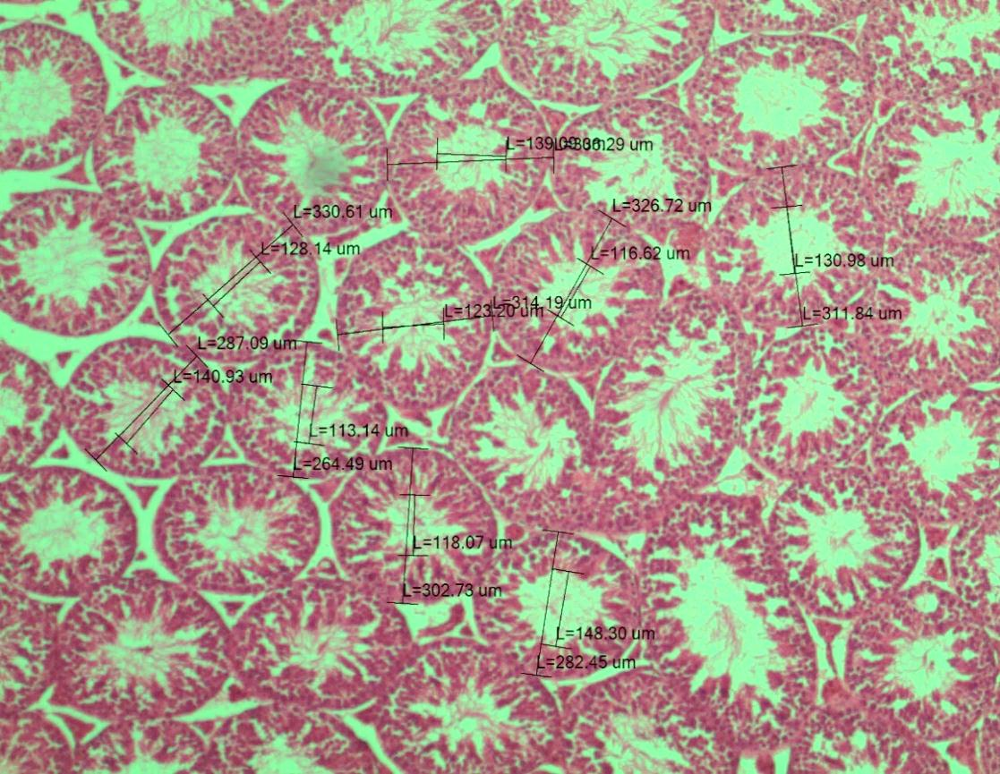 L=139.09 um
L=330.61 um
L=326.72 um
L=128.14 um
L=116.62 um
L=130.98 um
L=314.19 um
L=123.20 um
L=311.84 um
L=287.09 um
L=140.93 um
L=113.14 um
L=264.49 um
L=118.07 um
L=302.73 um
L=148.30 um
L=282.45 um